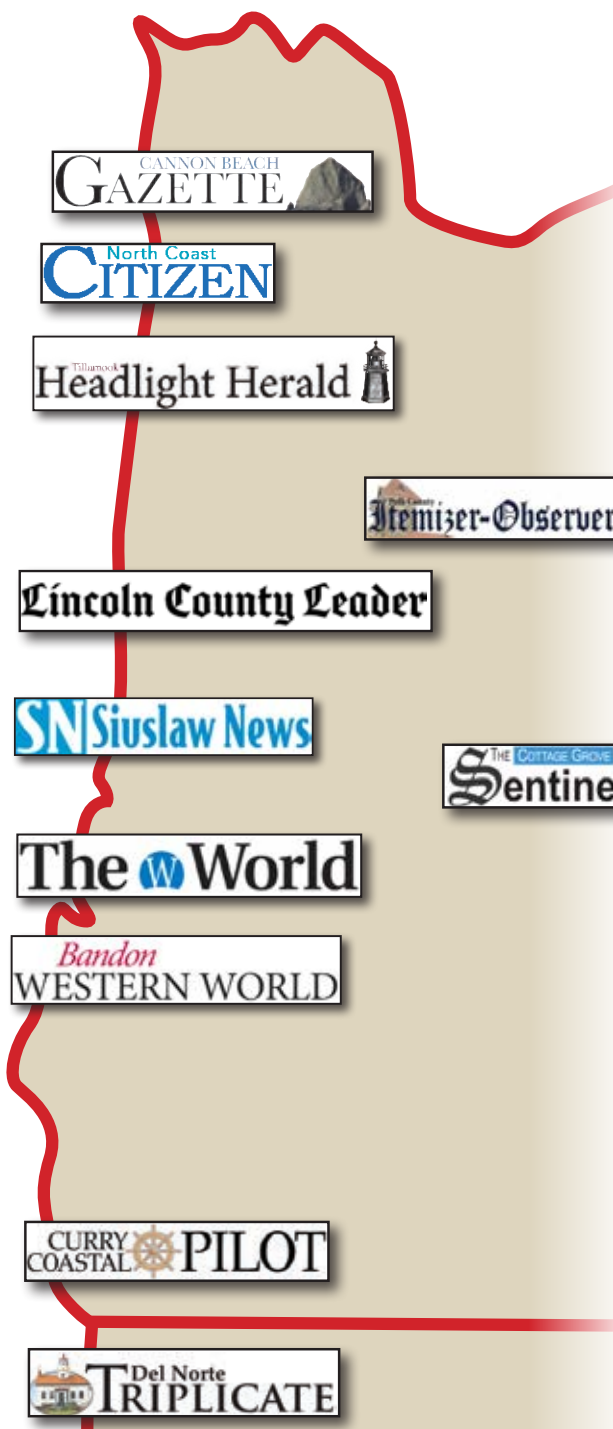 CANNON BEACH
GAZETTE
North Coast
CITIZEN
Tillamook
Headlight Herald
Polk County
Itemizer-Observer
Lincoln County Leader
SN Siuslaw News
THE COTTAGE GROVE
Sentine
The W World
Bandon
WESTERN WORLD
CURRY
COASTAL PILOT
Del Norte
TRIPLICATE